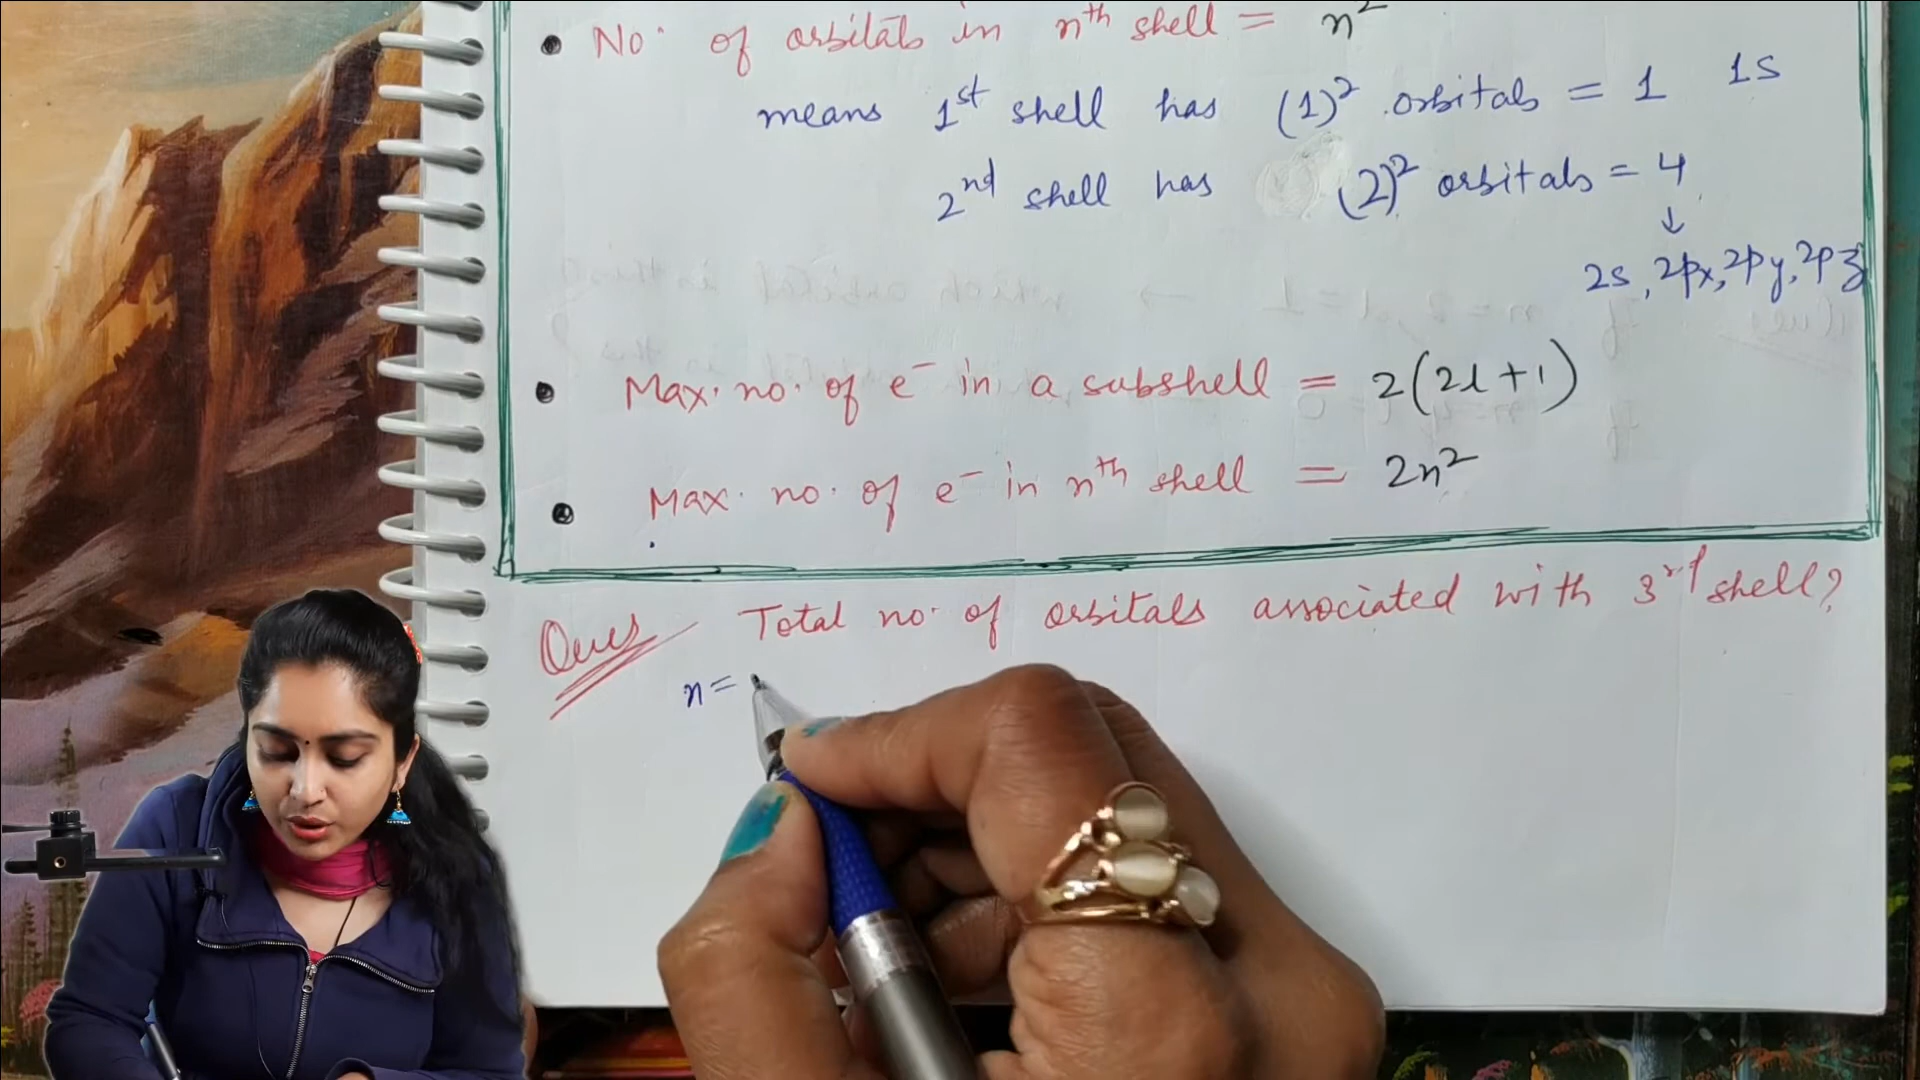 • No. of orbitals in nth shell = n²
means 1st shell has (1)² orbitals = 1 1s
2nd shell has (2)² orbitals = 4
↓
2s, 2px, 2py, 2pz
• Max. no. of e⁻ in a subshell = 2(2l+1)
• Max. no. of e⁻ in nth shell = 2n²
Ques Total no. of orbitals associated with 3rd shell?
n=